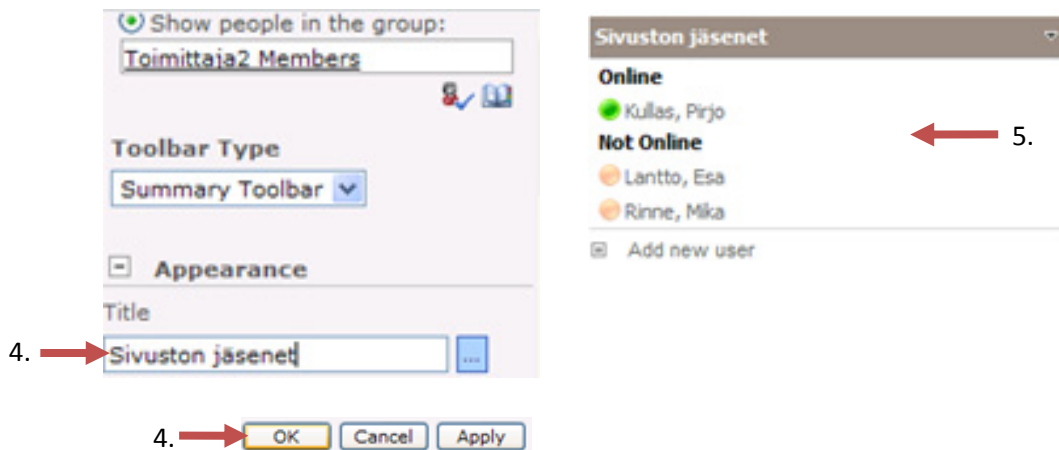 Show people in the group:
Toimittaja2 Members
Toolbar Type
Summary Toolbar
Appearance
Title
4.
Sivuston jäsenet
...
4.
OK Cancel Apply
Sivuston jäsenet
Online
Kullas, Pirjo
Not Online
Lantto, Esa
Rinne, Mika
Add new user
5.